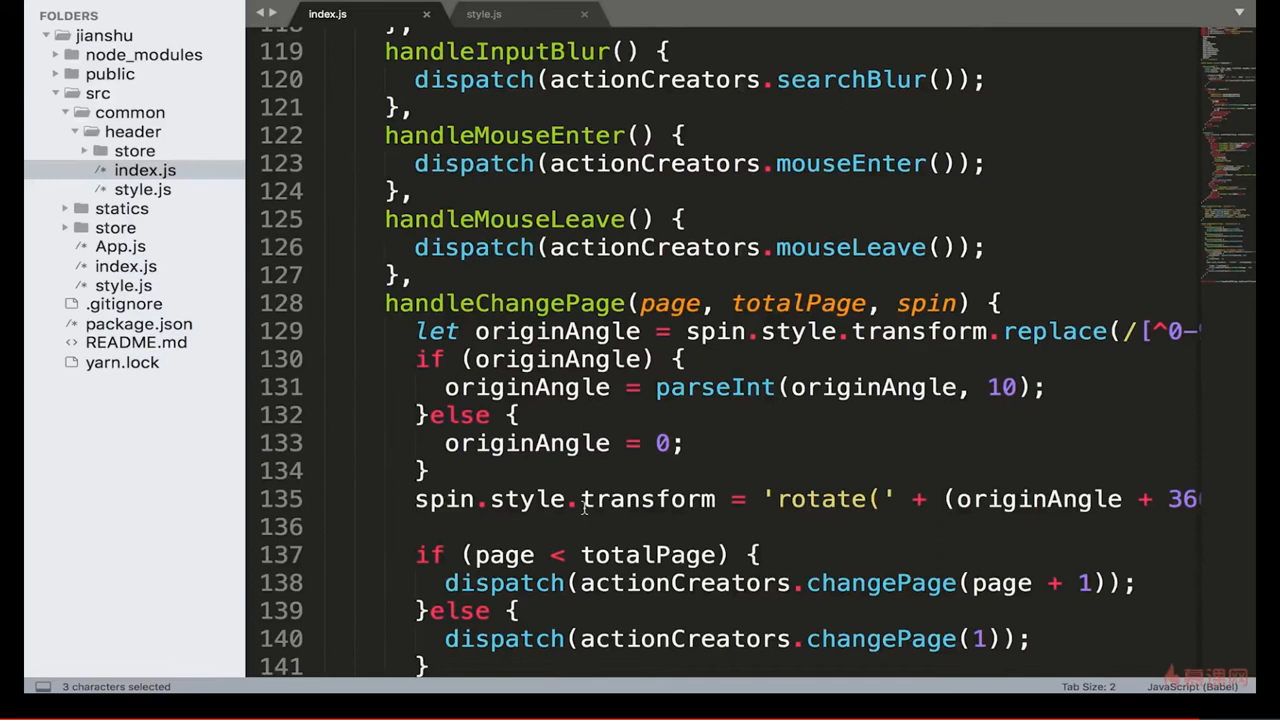 FOLDERS
jianshu
node_modules
public
src
common
header
store
index.js
style.js
statics
store
App.js
index.js
style.js
.gitignore
package.json
README.md
yarn.lock
index.js
style.js
118 },
119 handleInputBlur() {
120 dispatch(actionCreators.searchBlur());
121 },
122 handleMouseEnter() {
123 dispatch(actionCreators.mouseEnter());
124 },
125 handleMouseLeave() {
126 dispatch(actionCreators.mouseLeave());
127 },
128 handleChangePage(page, totalPage, spin) {
129 let originAngle = spin.style.transform.replace(/[^0-
130 if (originAngle) {
131 originAngle = parseInt(originAngle, 10);
132 }else {
133 originAngle = 0;
134 }
135 spin.style.transform = 'rotate(' + (originAngle + 36
136
137 if (page < totalPage) {
138 dispatch(actionCreators.changePage(page + 1));
139 }else {
140 dispatch(actionCreators.changePage(1));
141 }
慕课网
3 characters selected
Tab Size: 2
JavaScript (Babel)